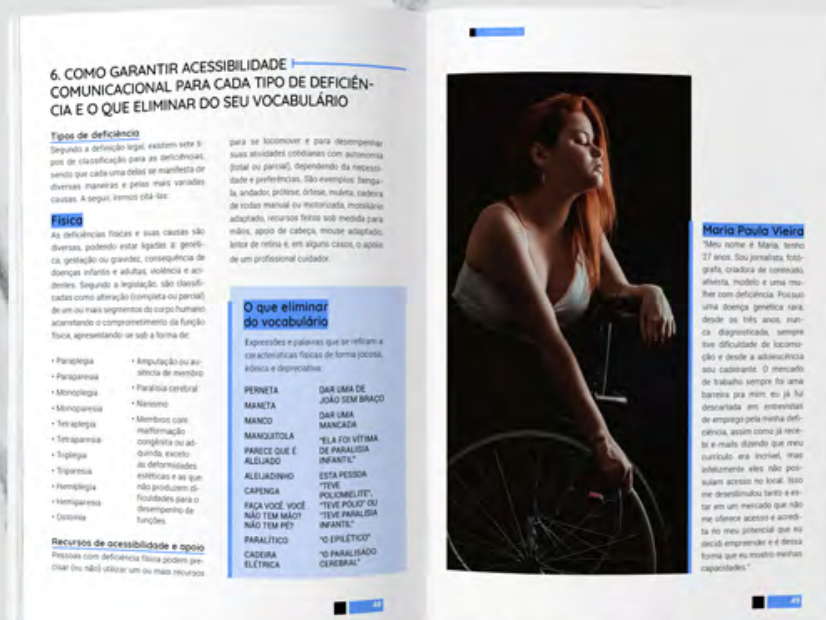 6. COMO GARANTIR ACESSIBILIDADE
COMUNICACIONAL PARA CADA TIPO DE DEFICIÊN-
CIA E O QUE ELIMINAR DO SEU VOCABULÁRIO
Tipos de deficiência
Segundo a definição legal, existem sete ti-
pos de classificação para as deficiências,
sendo que cada uma delas se manifesta de
diversas maneiras e pelas mais variadas
causas. A seguir, iremos citá-las:
Física
As deficiências físicas e suas causas são
diversas, podendo estar ligadas a: genéti-
ca, gestação ou gravidez, consequência de
doenças infantis e adultas, violência e aci-
dentes. Segundo a legislação, são classifi-
cadas como alteração (completa ou parcial)
de um ou mais segmentos do corpo humano
acarretando o comprometimento da função
física, apresentando-se sob a forma de:
• Paraplegia
• Paraparesia
• Monoplegia
• Monoparesia
• Tetraplegia
• Tetraparesia
• Triplegia
• Triparesia
• Hemiplegia
• Hemiparesia
• Ostomia
• Amputação ou au-
sência de membro
• Paralisia cerebral
• Nanismo
• Membros com
malformação
congênita ou ad-
quirida, exceto
as deformidades
estéticas e as que
não produzem di-
ficuldades para o
desempenho de
funções.
Recursos de acessibilidade e apoio
Pessoas com deficiência física podem pre-
cisar (ou não) utilizar um ou mais recursos
para se locomover e para desempenhar
suas atividades cotidianas com autonomia
(total ou parcial), dependendo da necessi-
dade e preferências. São exemplos: benga-
la, andador, prótese, órtese, muleta, cadeira
de rodas manual ou motorizada, mobiliário
adaptado, recursos feitos sob medida para
mãos, apoio de cabeça, mouse adaptado,
leitor de retina e, em alguns casos, o apoio
de um profissional cuidador.
O que eliminar
do vocabulário
Expressões e palavras que se refiram a
características físicas de forma jocosa,
irônica e depreciativa:
PERNETA
MANETA
MANCO
MANQUITOLA
PARECE QUE É
ALEIJADO
ALEIJADINHO
CAPENGA
FAÇA VOCÊ, VOCÊ
NÃO TEM MÃO?
NÃO TEM PÉ?
PARALÍTICO
CADEIRA
ELÉTRICA
DAR UMA DE
JOÃO SEM BRAÇO
DAR UMA
MANCADA
"ELA FOI VÍTIMA
DE PARALISIA
INFANTIL"
ESTA PESSOA
"TEVE
POLIOMIELITE",
"TEVE PÓLIO" OU
"TEVE PARALISIA
INFANTIL"
"O EPILÉTICO"
"O PARALISADO
CEREBRAL"
48
Maria Paula Vieira
"Meu nome é Maria, tenho
27 anos. Sou jornalista, fotó-
grafa, criadora de conteúdo,
ativista, modelo e uma mu-
lher com deficiência. Possuo
uma doença genética rara,
desde os três anos, nun-
ca diagnosticada, sempre
tive dificuldade de locomo-
ção e desde a adolescência
sou cadeirante. O mercado
de trabalho sempre foi uma
barreira pra mim: eu já fui
descartada em entrevistas
de emprego pela minha defi-
ciência, assim como já rece-
bi e-mails dizendo que meu
currículo era incrível, mas
infelizmente eles não pos-
suíam acesso no local. Isso
me desestimulou tanto a es-
tar em um mercado que não
me oferece acesso e acredi-
ta no meu potencial que eu
decidi empreender e é dessa
forma que eu mostro minhas
capacidades."
49